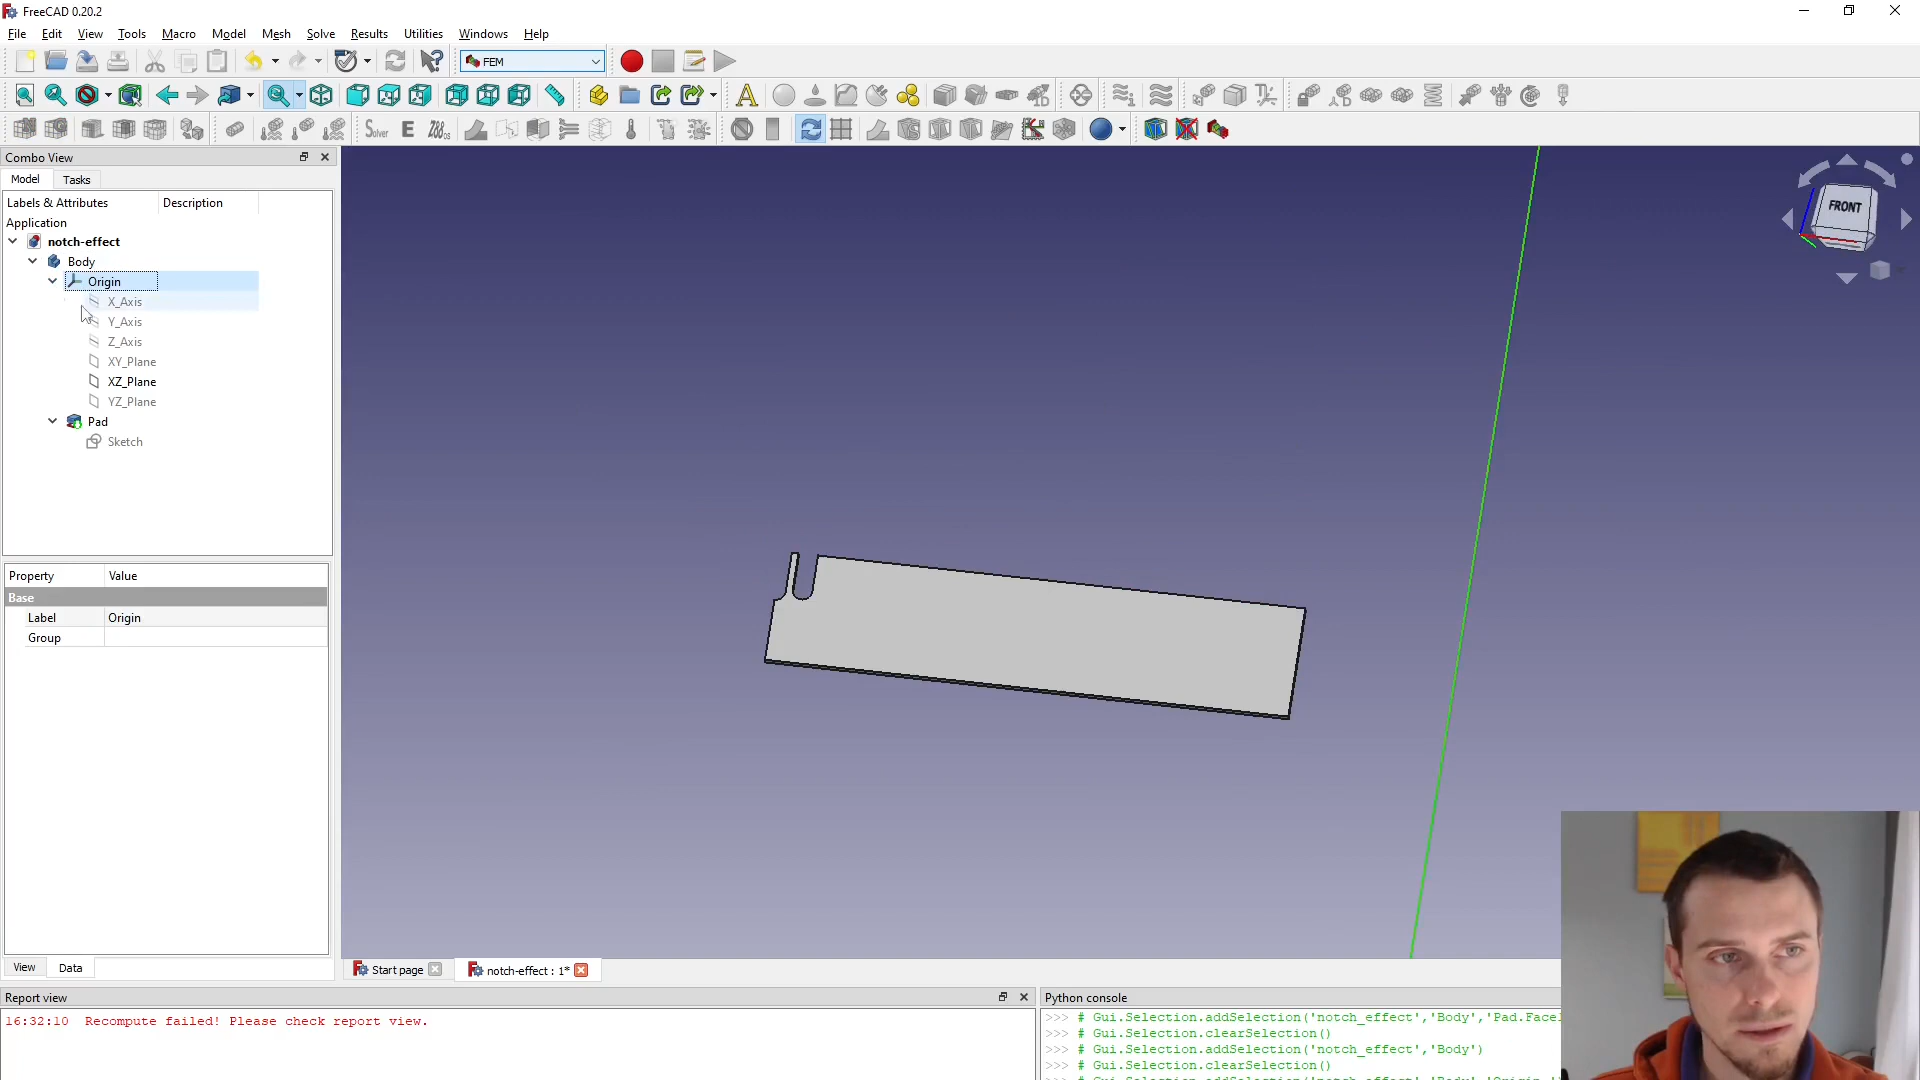 FreeCAD 0.20.2
File Edit View Tools Macro Model Mesh Solve Results Utilities Windows Help
FEM
Solver E Z88OS
Combo View
Model Tasks
Labels & Attributes Description
Application
notch-effect
Body
Origin
X_Axis
Y_Axis
Z_Axis
XY_Plane
XZ_Plane
YZ_Plane
Pad
Sketch
FRONT
Property Value
Base
Label Origin
Group
View Data
Start page notch-effect : 1*
Report view
16:32:10 Recompute failed! Please check report view.
Python console
>>> # Gui.Selection.addSelection('notch_effect','Body','Pad.Face1
>>> # Gui.Selection.clearSelection()
>>> # Gui.Selection.addSelection('notch_effect','Body')
>>> # Gui.Selection.clearSelection()